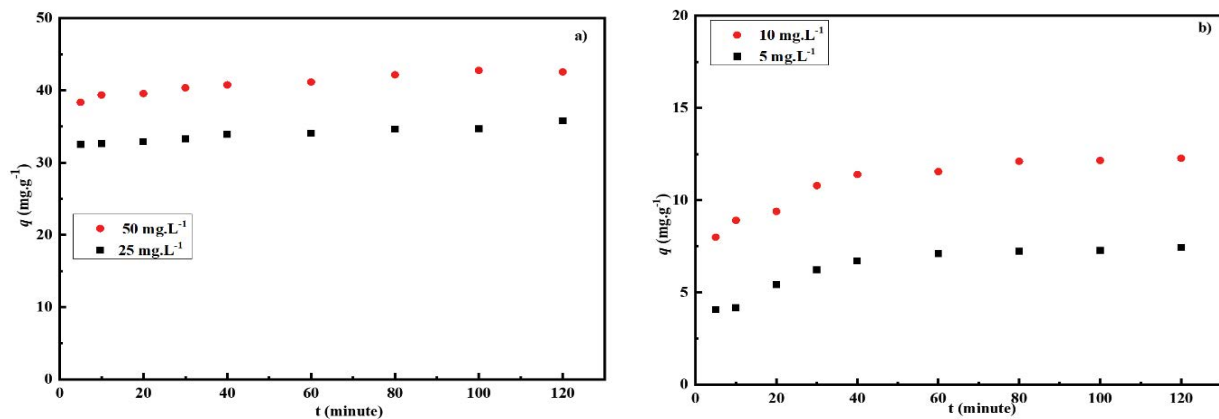 a)
50
40
30
20
10
0
q (mg.g⁻¹)
50 mg.L⁻¹
25 mg.L⁻¹
0 20 40 60 80 100 120
t (minute)
b)
20
15
10
5
0
q (mg.g⁻¹)
10 mg.L⁻¹
5 mg.L⁻¹
0 20 40 60 80 100 120
t (minute)